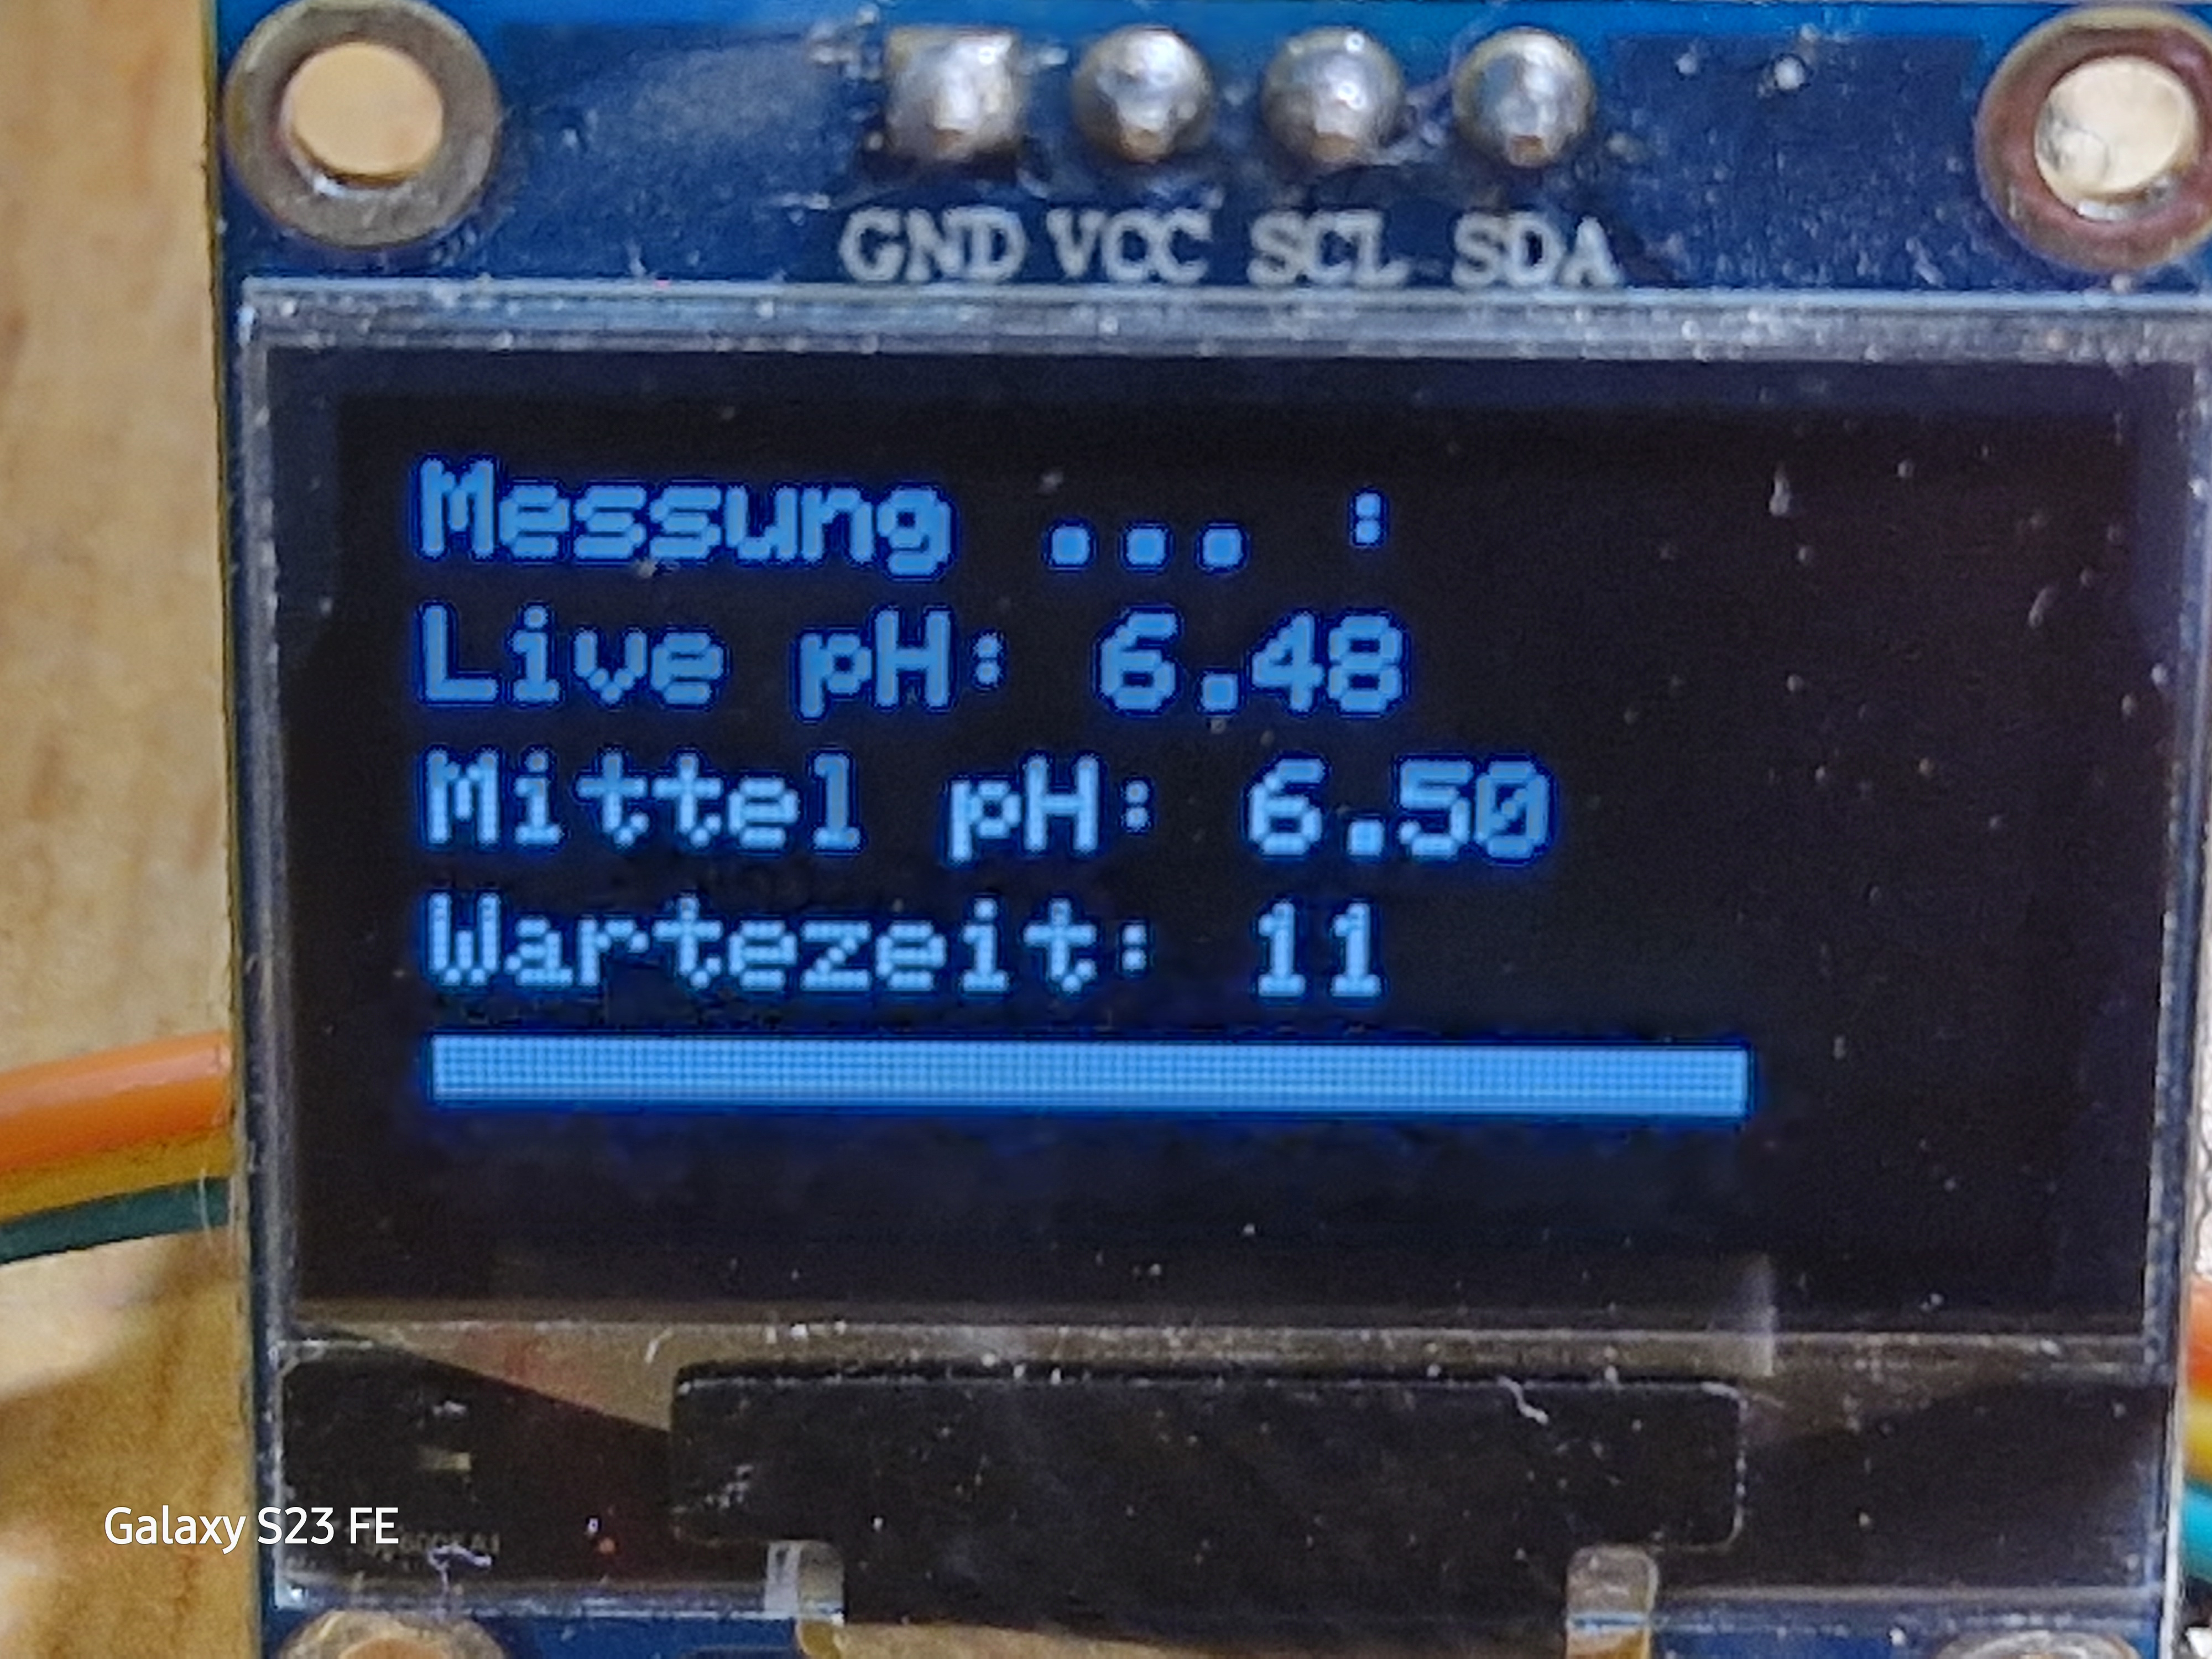 GND VCC SCL SDA
Messung ... :
Live pH: 6.48
Mittel pH: 6.50
Wartezeit: 11
Galaxy S23 FE